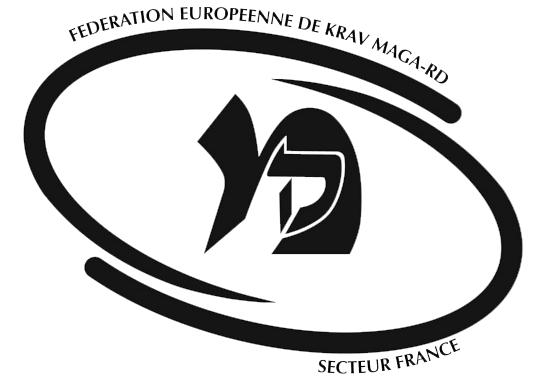 FEDERATION EUROPEENNE DE KRAV MAGA-RD
מ
ק
SECTEUR FRANCE